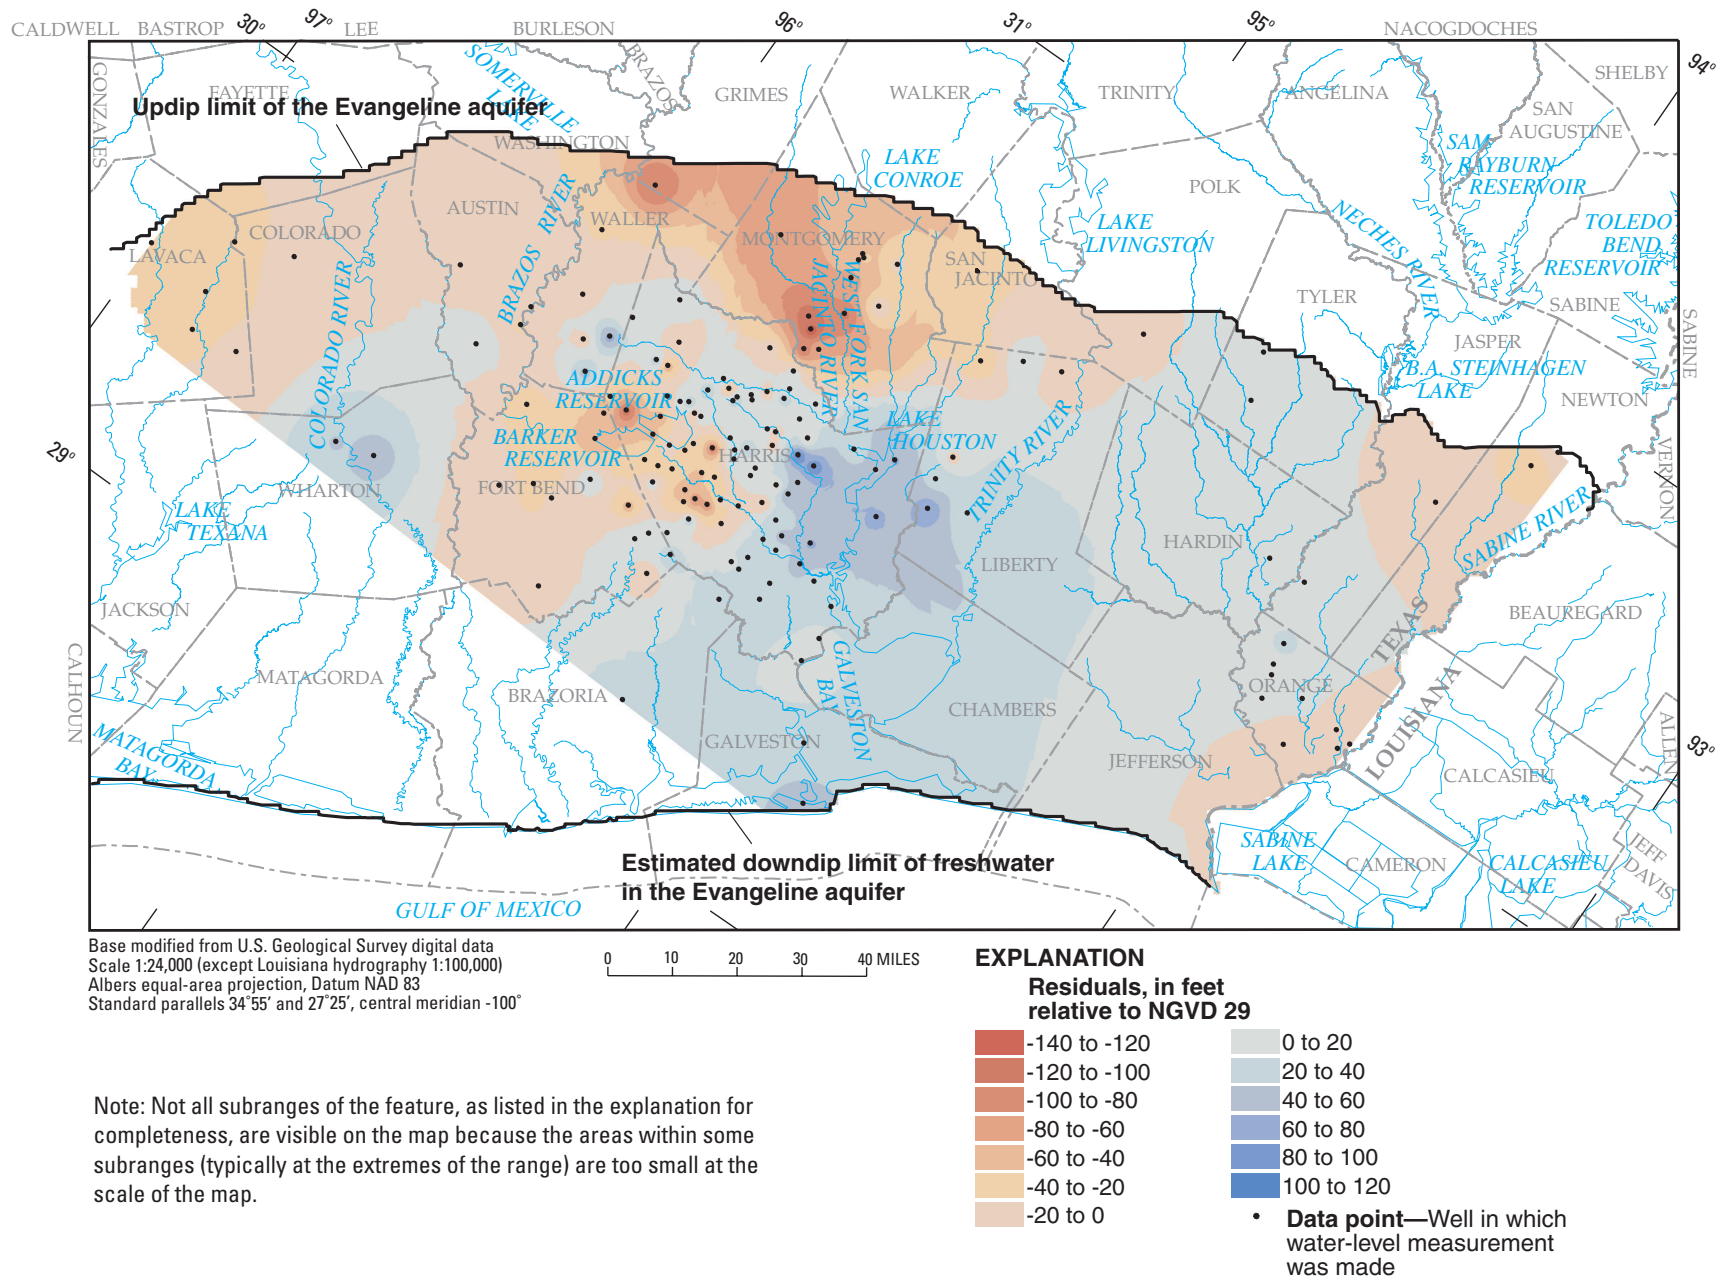 CALDWELL
BASTROP
30°
97°
LEE
BURLESON
96°
31°
95°
NACOGDOCHES
94°
GONZALES
FAYETTE
SOMERVILLE
LAKE
BRAZOS
GRIMES
WALKER
TRINITY
ANGELINA
SHELBY
SAN
AUGUSTINE
Updip limit of the Evangeline aquifer
WASHINGTON
LAKE
CONROE
SAM
RAYBURN
RESERVOIR
POLK
AUSTIN
BRAZOS RIVER
WALLER
LAKE
LIVINGSTON
NECHES RIVER
TOLEDO
BEND
RESERVOIR
COLORADO
MONTGOMERY
LAVACA
SAN
JACINTO
WEST FORK SAN
JACINTO RIVER
COLORADO RIVER
TYLER
SABINE
JASPER
SABINE
B.A. STEINHAGEN
LAKE
ADDICKS
RESERVOIR
NEWTON
LAKE
HOUSTON
BARKER
RESERVOIR
HARRIS
TRINITY RIVER
VERNON
29°
WHARTON
FORT BEND
LAKE
TEXANA
HARDIN
SABINE RIVER
LIBERTY
JACKSON
BEAUREGARD
TEXAS
LOUISIANA
CALHOUN
MATAGORDA
BRAZORIA
GALVESTON
BAY
ORANGE
CHAMBERS
MATAGORDA
BAY
GALVESTON
JEFFERSON
CALCASIEU
ALLEN
93°
SABINE
LAKE
CAMERON
CALCASIEU
LAKE
JEFF
DAVIS
Estimated downdip limit of freshwater
in the Evangeline aquifer
GULF OF MEXICO
Base modified from U.S. Geological Survey digital data
Scale 1:24,000 (except Louisiana hydrography 1:100,000)
Albers equal-area projection, Datum NAD 83
Standard parallels 34°55′ and 27°25′, central meridian -100°
0 10 20 30 40 MILES
EXPLANATION
Residuals, in feet
relative to NGVD 29
-140 to -120
-120 to -100
-100 to -80
-80 to -60
-60 to -40
-40 to -20
-20 to 0
0 to 20
20 to 40
40 to 60
60 to 80
80 to 100
100 to 120
Data point—Well in which
water-level measurement
was made
Note: Not all subranges of the feature, as listed in the explanation for
completeness, are visible on the map because the areas within some
subranges (typically at the extremes of the range) are too small at the
scale of the map.